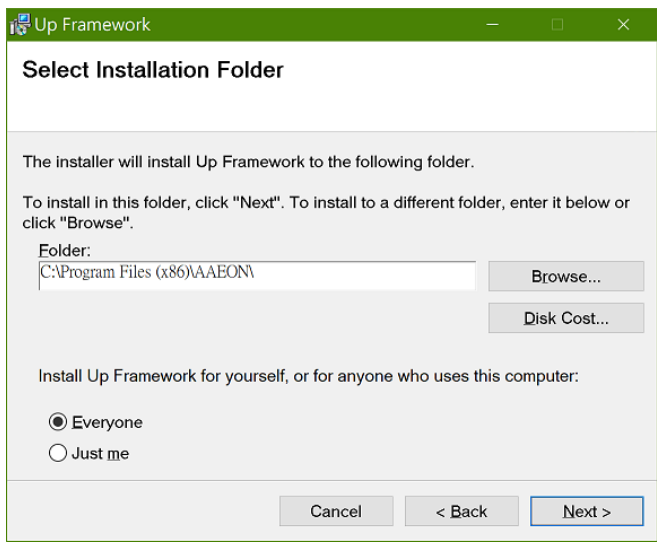 Up Framework
Select Installation Folder
The installer will install Up Framework to the following folder.
To install in this folder, click "Next". To install to a different folder, enter it below or
click "Browse".
Folder:
C:\Program Files (x86)\AAEON\
Browse...
Disk Cost...
Install Up Framework for yourself, or for anyone who uses this computer:
Everyone
Just me
Cancel
< Back
Next >